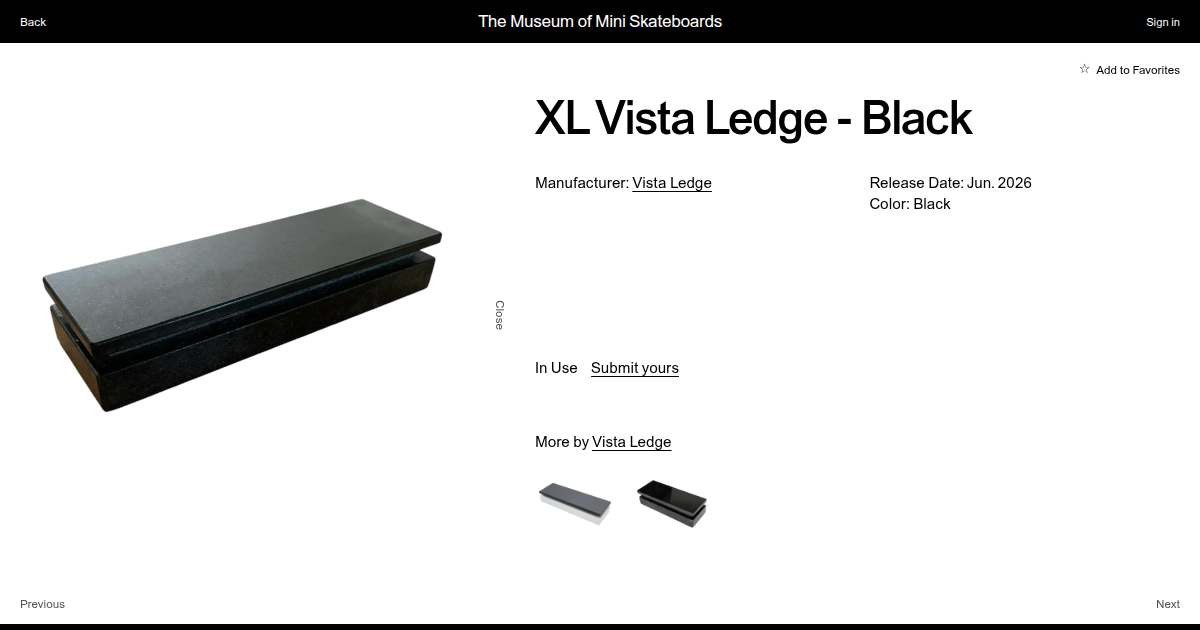 Back
The Museum of Mini Skateboards
Sign in
☆ Add to Favorites
XL Vista Ledge - Black
Manufacturer: Vista Ledge
Release Date: Jun. 2026
Color: Black
Close
In Use Submit yours
More by Vista Ledge
Previous
Next